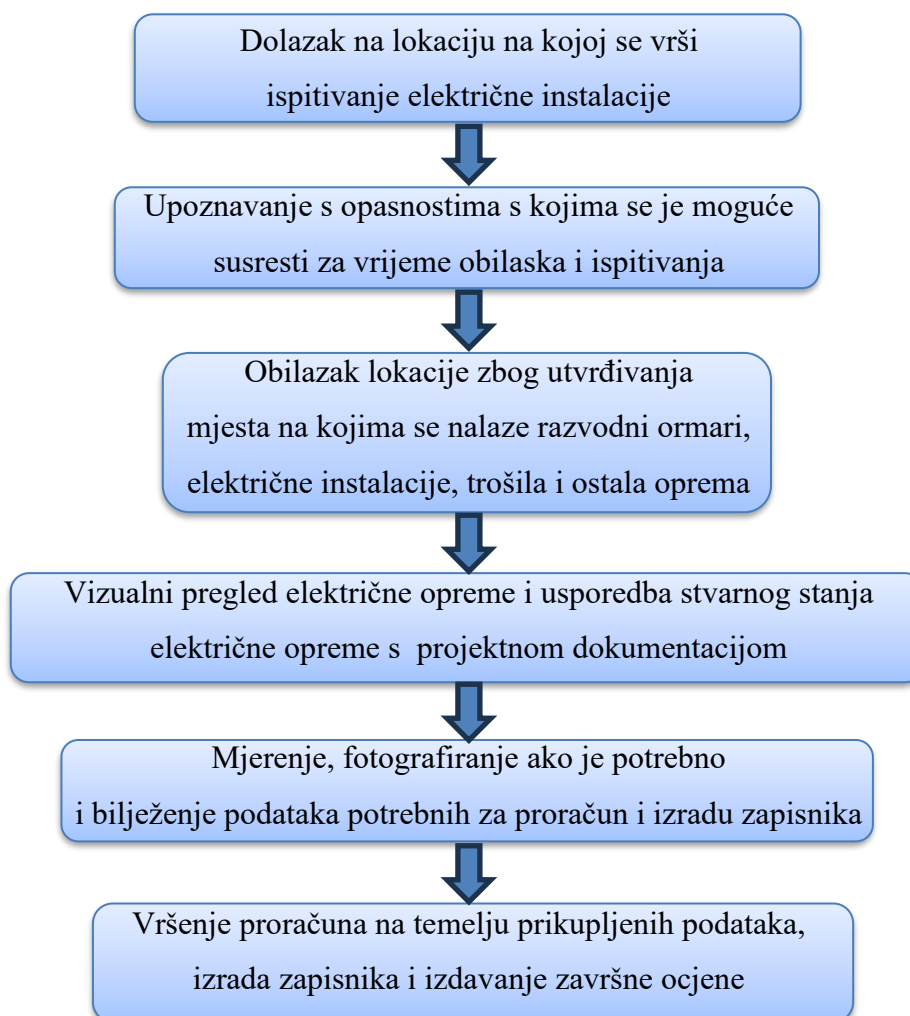 Dolazak na lokaciju na kojoj se vrši
ispitivanje električne instalacije
Upoznavanje s opasnostima s kojima se je moguće
susresti za vrijeme obilaska i ispitivanja
Obilazak lokacije zbog utvrđivanja
mjesta na kojima se nalaze razvodni ormari,
električne instalacije, trošila i ostala oprema
Vizualni pregled električne opreme i usporedba stvarnog stanja
električne opreme s  projektnom dokumentacijom
Mjerenje, fotografiranje ako je potrebno
i bilježenje podataka potrebnih za proračun i izradu zapisnika
Vršenje proračuna na temelju prikupljenih podataka,
izrada zapisnika i izdavanje završne ocjene